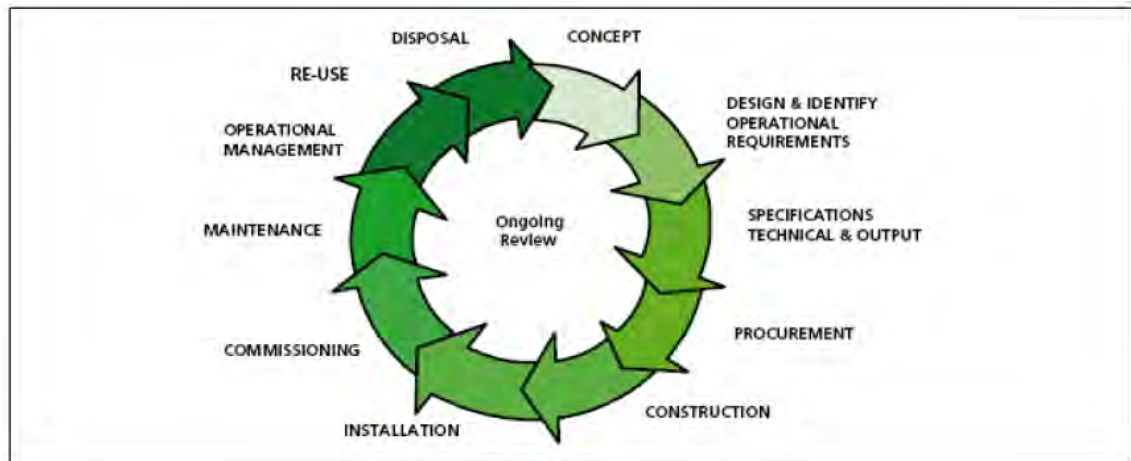 DISPOSAL
CONCEPT
RE-USE
DESIGN & IDENTIFY
OPERATIONAL
REQUIREMENTS
OPERATIONAL
MANAGEMENT
SPECIFICATIONS
TECHNICAL & OUTPUT
Ongoing
Review
MAINTENANCE
PROCUREMENT
COMMISSIONING
CONSTRUCTION
INSTALLATION